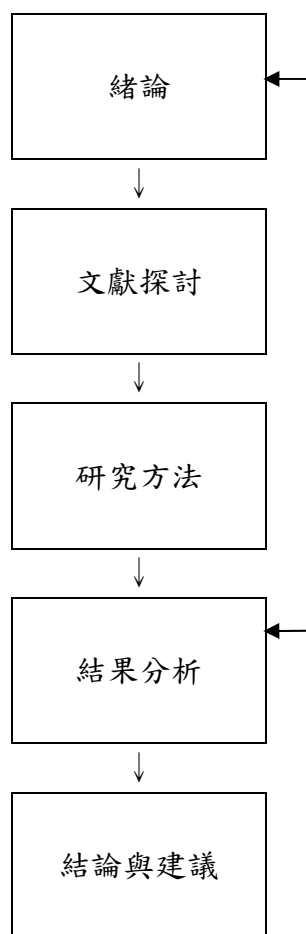 緒論
文獻探討
研究方法
結果分析
結論與建議